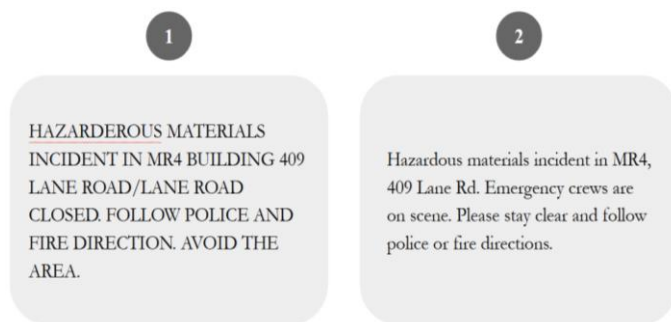 1
HAZARDEROUS MATERIALS
INCIDENT IN MR4 BUILDING 409
LANE ROAD/LANE ROAD
CLOSED. FOLLOW POLICE AND
FIRE DIRECTION. AVOID THE
AREA.
2
Hazardous materials incident in MR4,
409 Lane Rd. Emergency crews are
on scene. Please stay clear and follow
police or fire directions.